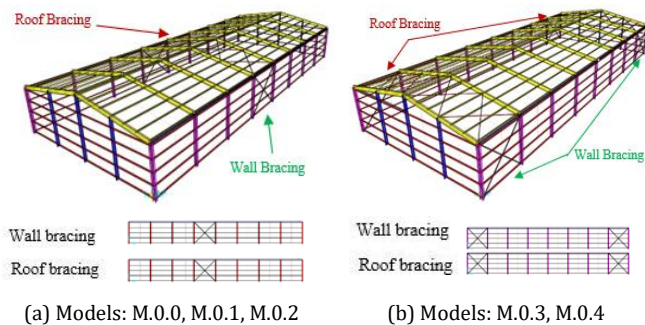 Roof Bracing
Wall Bracing
Wall bracing
Roof bracing
(a) Models: M.0.0, M.0.1, M.0.2
Roof Bracing
Wall Bracing
Wall bracing
Roof bracing
(b) Models: M.0.3, M.0.4